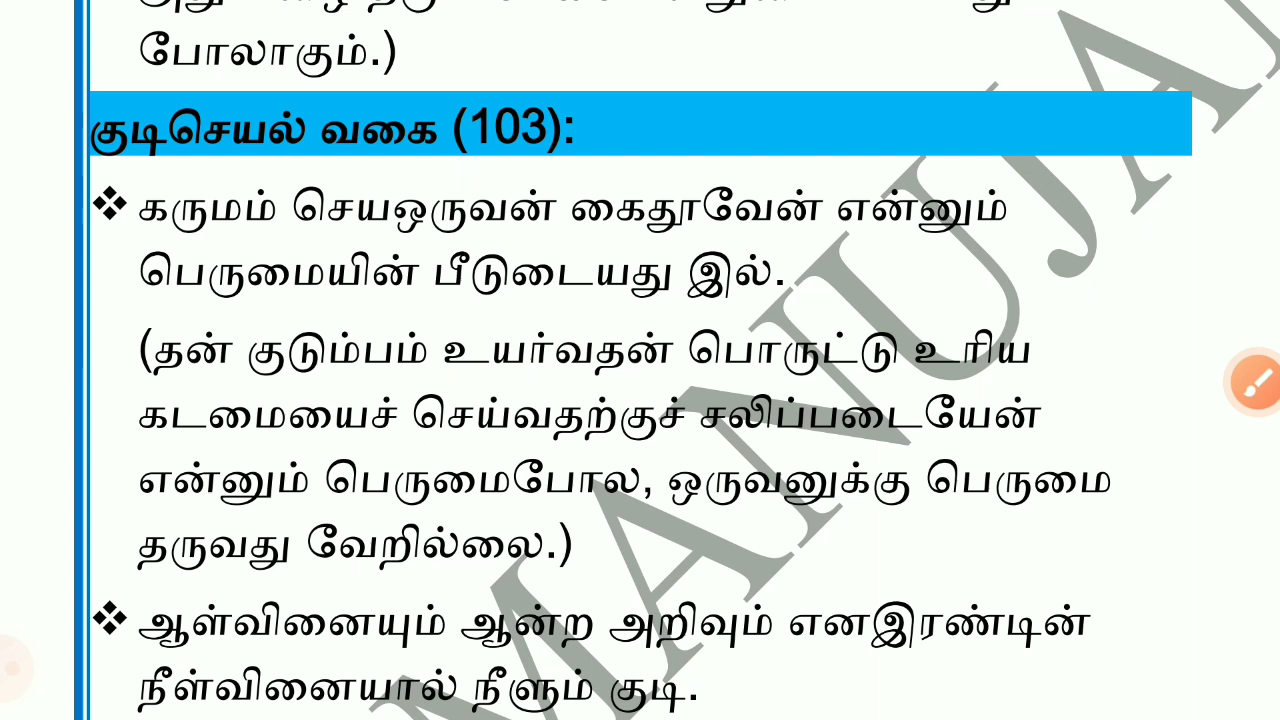 போலாகும்.)
குடிசெயல் வகை (103):
❖ கருமம் செயஒருவன் கைதூவேன் என்னும்
பெருமையின் பீடுடையது இல்.
(தன் குடும்பம் உயர்வதன் பொருட்டு உரிய
கடமையைச் செய்வதற்குச் சலிப்படையேன்
என்னும் பெருமைபோல, ஒருவனுக்கு பெருமை
தருவது வேறில்லை.)
❖ ஆள்வினையும் ஆன்ற அறிவும் எனஇரண்டின்
நீள்வினையால் நீளும் குடி.
MANUJA